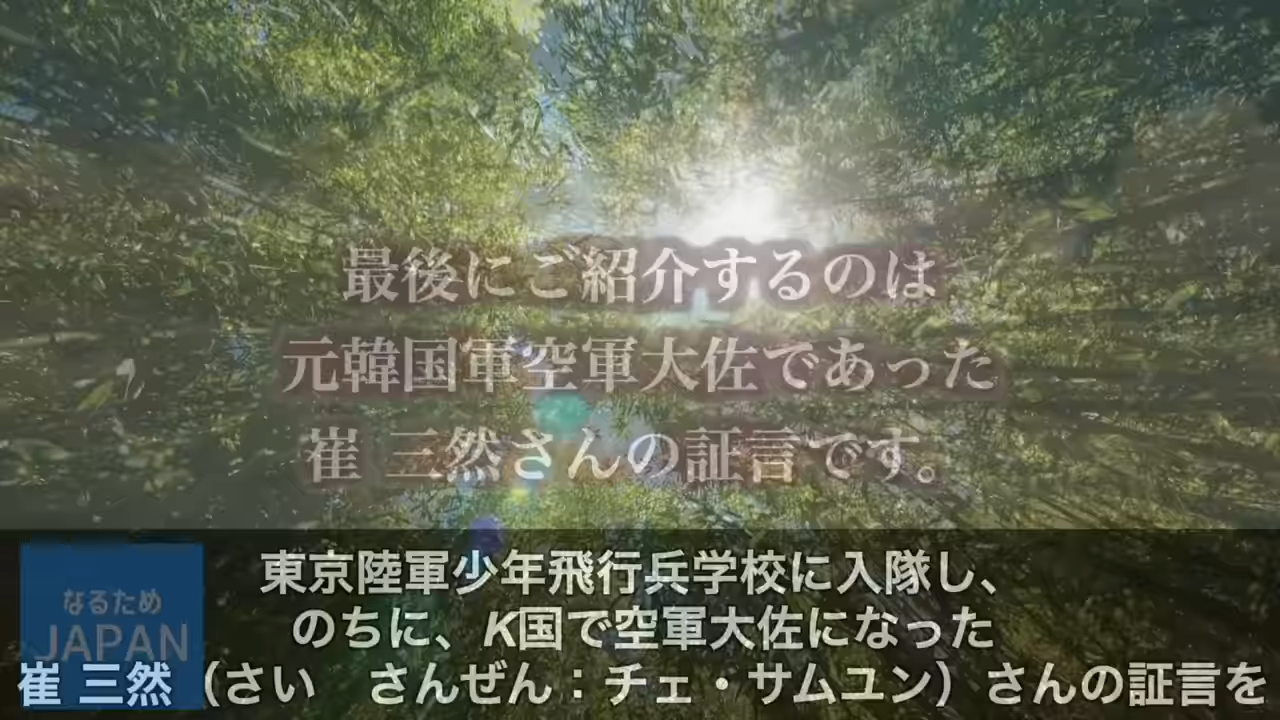 最後にご紹介するのは
元韓国軍空軍大佐であった
崔 三然さんの証言です。
東京陸軍少年飛行兵学校に入隊し、
のちに、K国で空軍大佐になった
崔 三然（さい　さんぜん：チェ・サムユン）さんの証言を
なるため
JAPAN